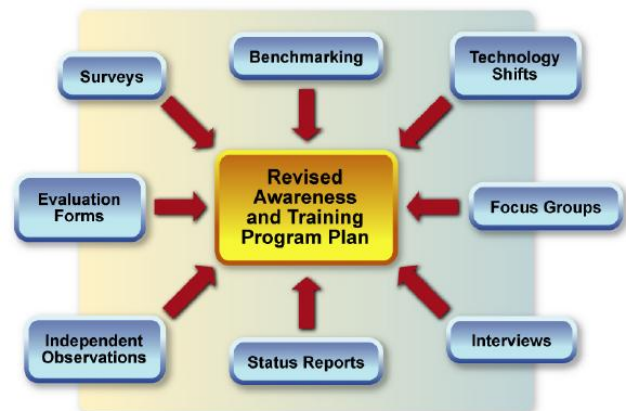 Surveys
Benchmarking
Technology
Shifts
Evaluation
Forms
Revised
Awareness
and Training
Program Plan
Focus Groups
Independent
Observations
Status Reports
Interviews